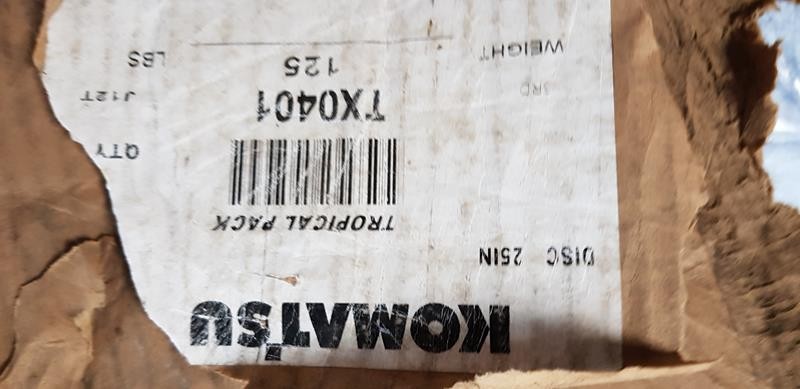 KOMATSU
DISC 25IN
TROPICAL PACK
QTY
TX0401 J12T
WEIGHT 125 LBS